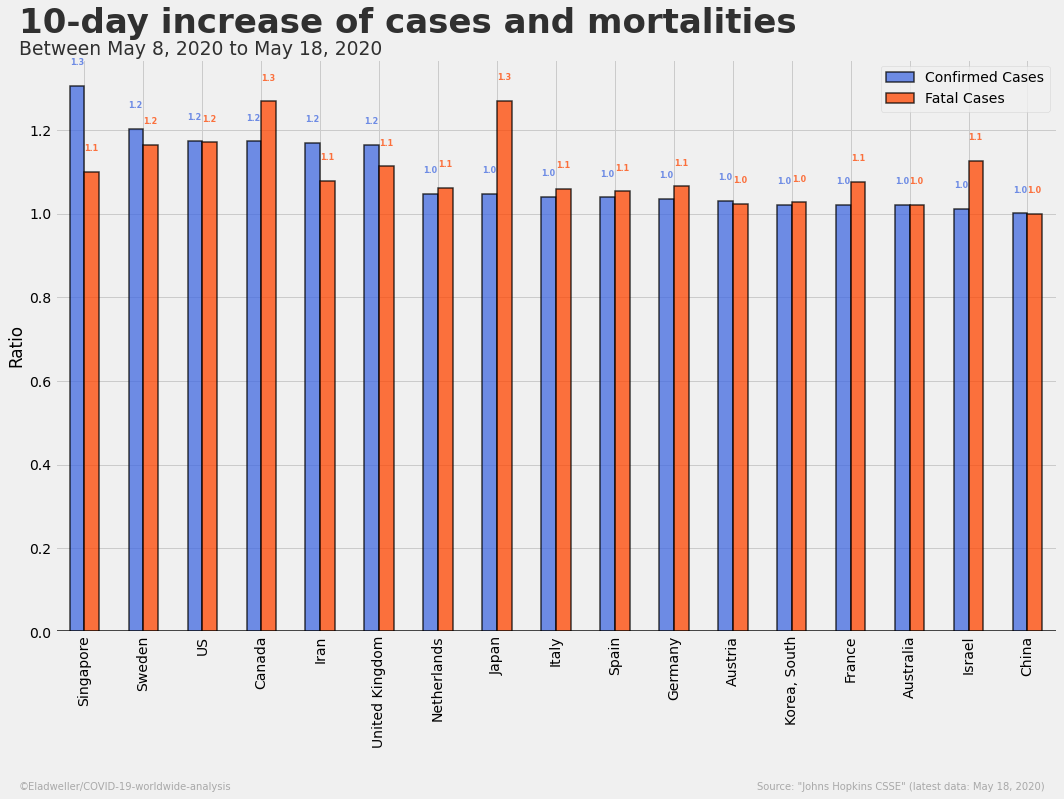 10-day increase of cases and mortalities
Between May 8, 2020 to May 18, 2020
Confirmed Cases
Fatal Cases
1.3 1.1 1.2 1.2 1.2 1.2 1.2 1.3 1.2 1.1 1.2 1.1 1.0 1.1 1.0 1.3 1.0 1.1 1.0 1.1 1.0 1.1 1.0 1.0 1.0 1.0 1.0 1.1 1.0 1.0 1.0 1.1 1.0 1.0
Ratio
1.2
1.0
0.8
0.6
0.4
0.2
0.0
Singapore
Sweden
US
Canada
Iran
United Kingdom
Netherlands
Japan
Italy
Spain
Germany
Austria
Korea, South
France
Australia
Israel
China
©Eladweller/COVID-19-worldwide-analysis
Source: "Johns Hopkins CSSE" (latest data: May 18, 2020)